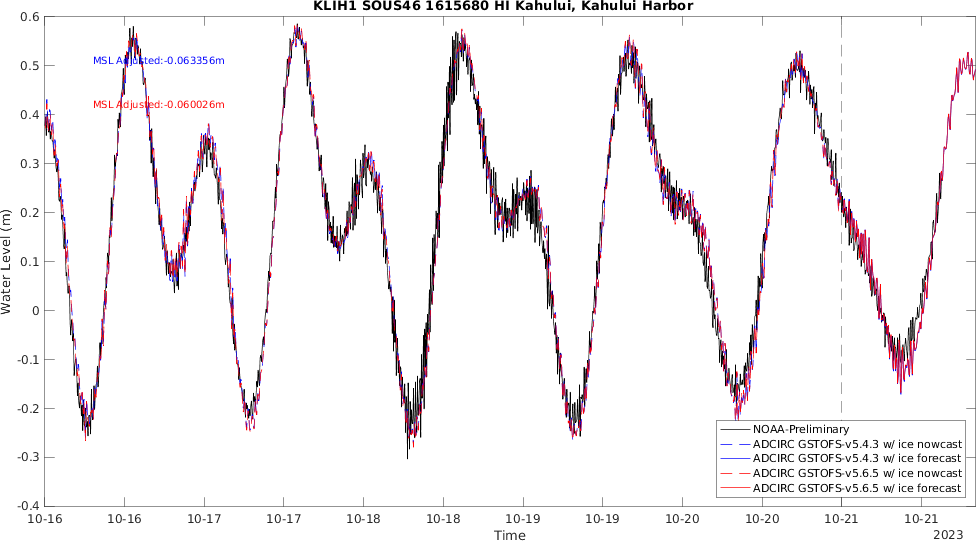 KLIH1 SOUS46 1615680 HI Kahului, Kahului Harbor
0.6
0.5
0.4
0.3
0.2
0.1
0
-0.1
-0.2
-0.3
-0.4
Water Level (m)
MSL Adjusted:-0.063356m
MSL Adjusted:-0.060026m
NOAA-Preliminary
ADCIRC GSTOFS-v5.4.3 w/ ice nowcast
ADCIRC GSTOFS-v5.4.3 w/ ice forecast
ADCIRC GSTOFS-v5.6.5 w/ ice nowcast
ADCIRC GSTOFS-v5.6.5 w/ ice forecast
10-16 10-16 10-17 10-17 10-18 10-18 10-19 10-19 10-20 10-20 10-21 10-21
Time
2023